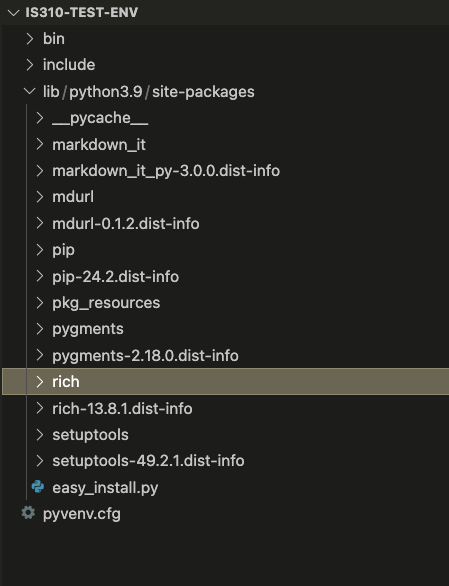 IS310-TEST-ENV
bin
include
lib/python3.9/site-packages
__pycache__
markdown_it
markdown_it_py-3.0.0.dist-info
mdurl
mdurl-0.1.2.dist-info
pip
pip-24.2.dist-info
pkg_resources
pygments
pygments-2.18.0.dist-info
rich
rich-13.8.1.dist-info
setuptools
setuptools-49.2.1.dist-info
easy_install.py
pyvenv.cfg